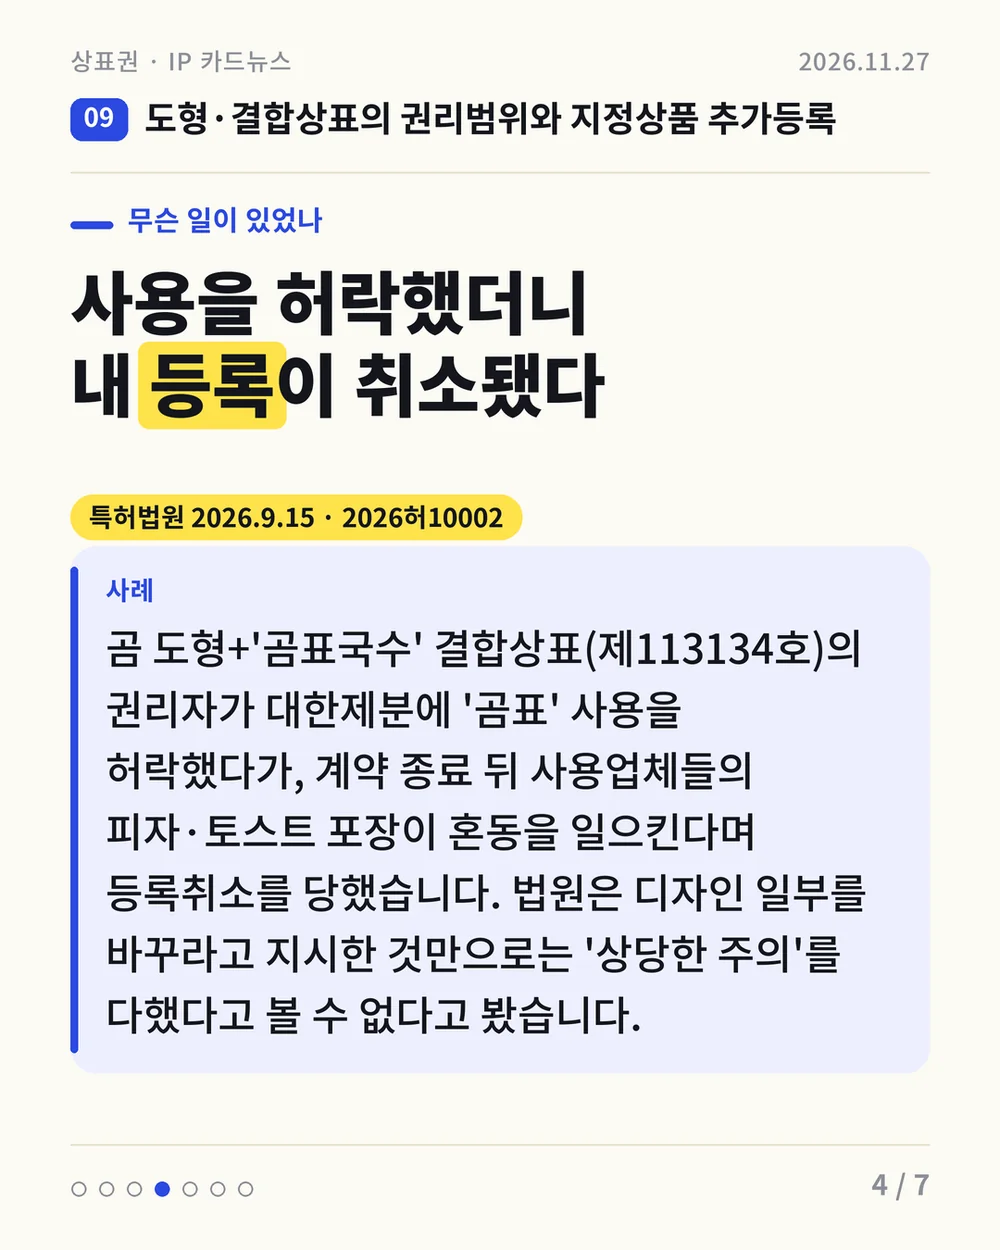 상표권 · IP 카드뉴스
2026.11.27
09 도형·결합상표의 권리범위와 지정상품 추가등록
무슨 일이 있었나
사용을 허락했더니
내 등록이 취소됐다
특허법원 2026.9.15 · 2026허10002
사례
곰 도형+'곰표국수' 결합상표(제113134호)의
권리자가 대한제분에 '곰표' 사용을
허락했다가, 계약 종료 뒤 사용업체들의
피자·토스트 포장이 혼동을 일으킨다며
등록취소를 당했습니다. 법원은 디자인 일부를
바꾸라고 지시한 것만으로는 '상당한 주의'를
다했다고 볼 수 없다고 봤습니다.
4 / 7